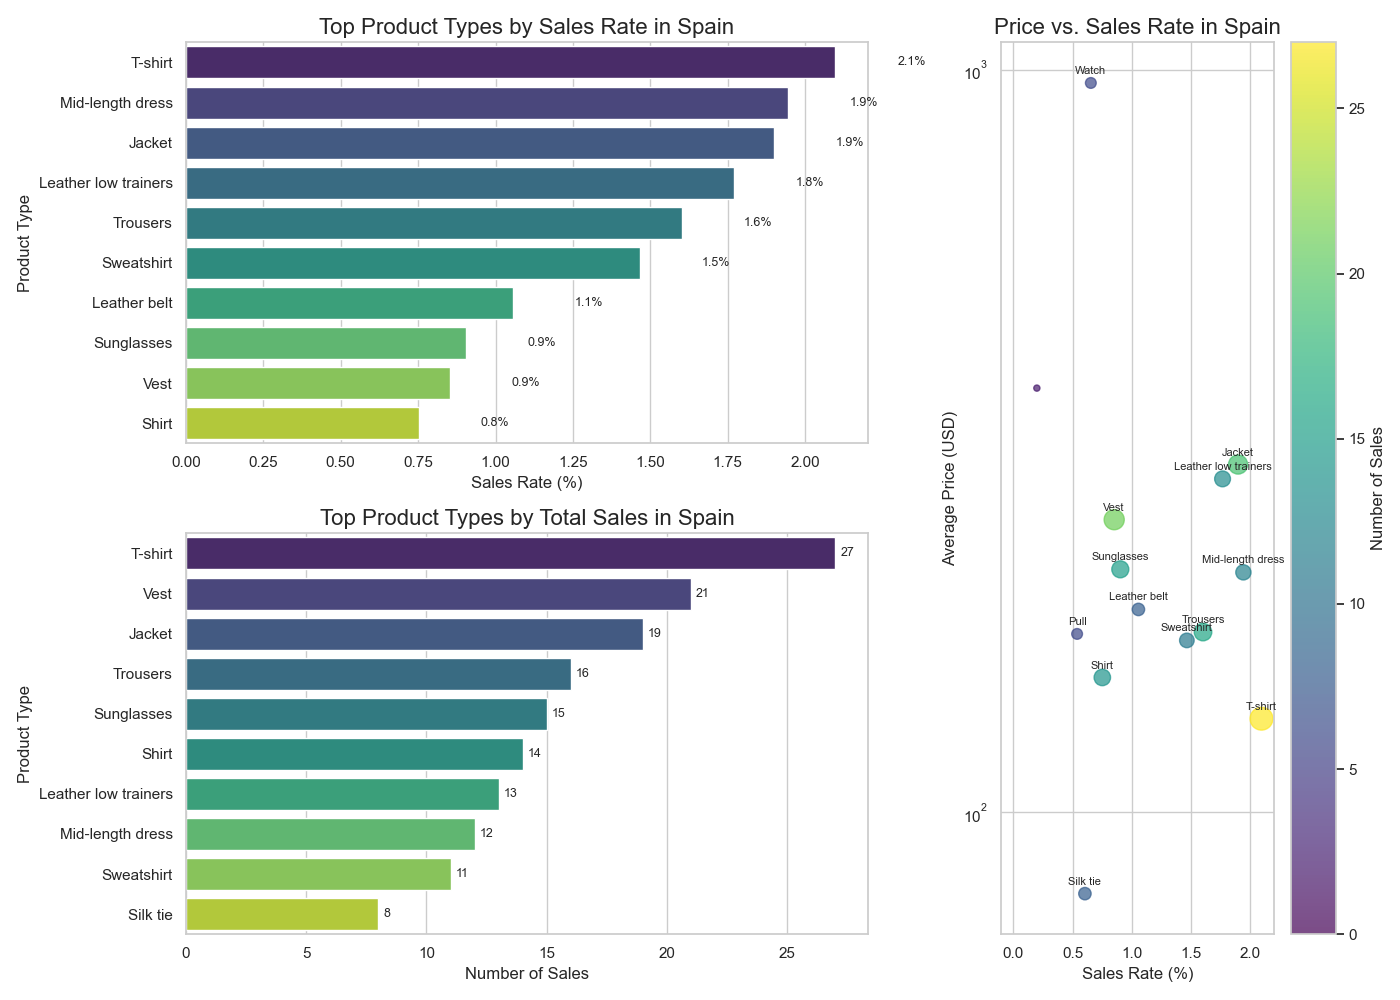 Top Product Types by Sales Rate in Spain
Product Type
T-shirt
2.1%
Mid-length dress
1.9%
Jacket
1.9%
Leather low trainers
1.8%
Trousers
1.6%
Sweatshirt
1.5%
Leather belt
1.1%
Sunglasses
0.9%
Vest
0.9%
Shirt
0.8%
0.00 0.25 0.50 0.75 1.00 1.25 1.50 1.75 2.00
Sales Rate (%)
Top Product Types by Total Sales in Spain
Product Type
T-shirt
27
Vest
21
Jacket
19
Trousers
16
Sunglasses
15
Shirt
14
Leather low trainers
13
Mid-length dress
12
Sweatshirt
11
Silk tie
8
0 5 10 15 20 25
Number of Sales
Price vs. Sales Rate in Spain
Average Price (USD)
10³
10²
Watch
Jacket
Leather low trainers
Vest
Sunglasses
Mid-length dress
Leather belt
Pull
Trousers
Sweatshirt
Shirt
T-shirt
Silk tie
0.0 0.5 1.0 1.5 2.0
Sales Rate (%)
25
20
15
10
5
0
Number of Sales